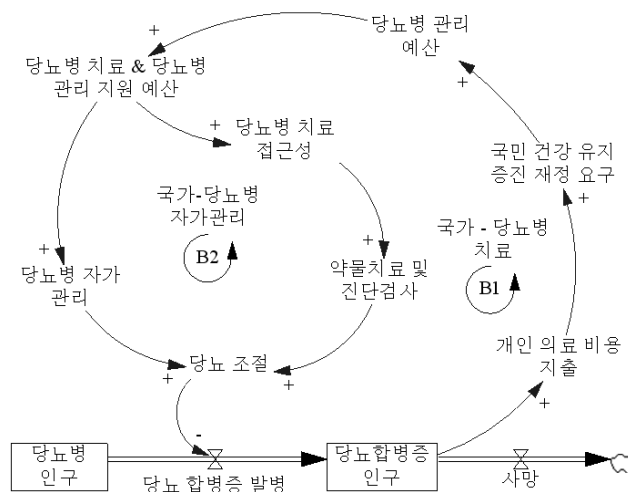 당뇨병 관리
예산
+
당뇨병 치료 & 당뇨병
관리 지원 예산
+
+
당뇨병 치료
접근성
국민 건강 유지
증진 재정 요구
+
국가-당뇨병
자가관리
B2
국가 - 당뇨병
치료
B1
+
당뇨병 자가
관리
+
약물치료 및
진단검사
개인 의료 비용
지출
+
당뇨 조절
+
+
-
당뇨병
인구
당뇨 합병증 발병
당뇨합병증
인구
사망